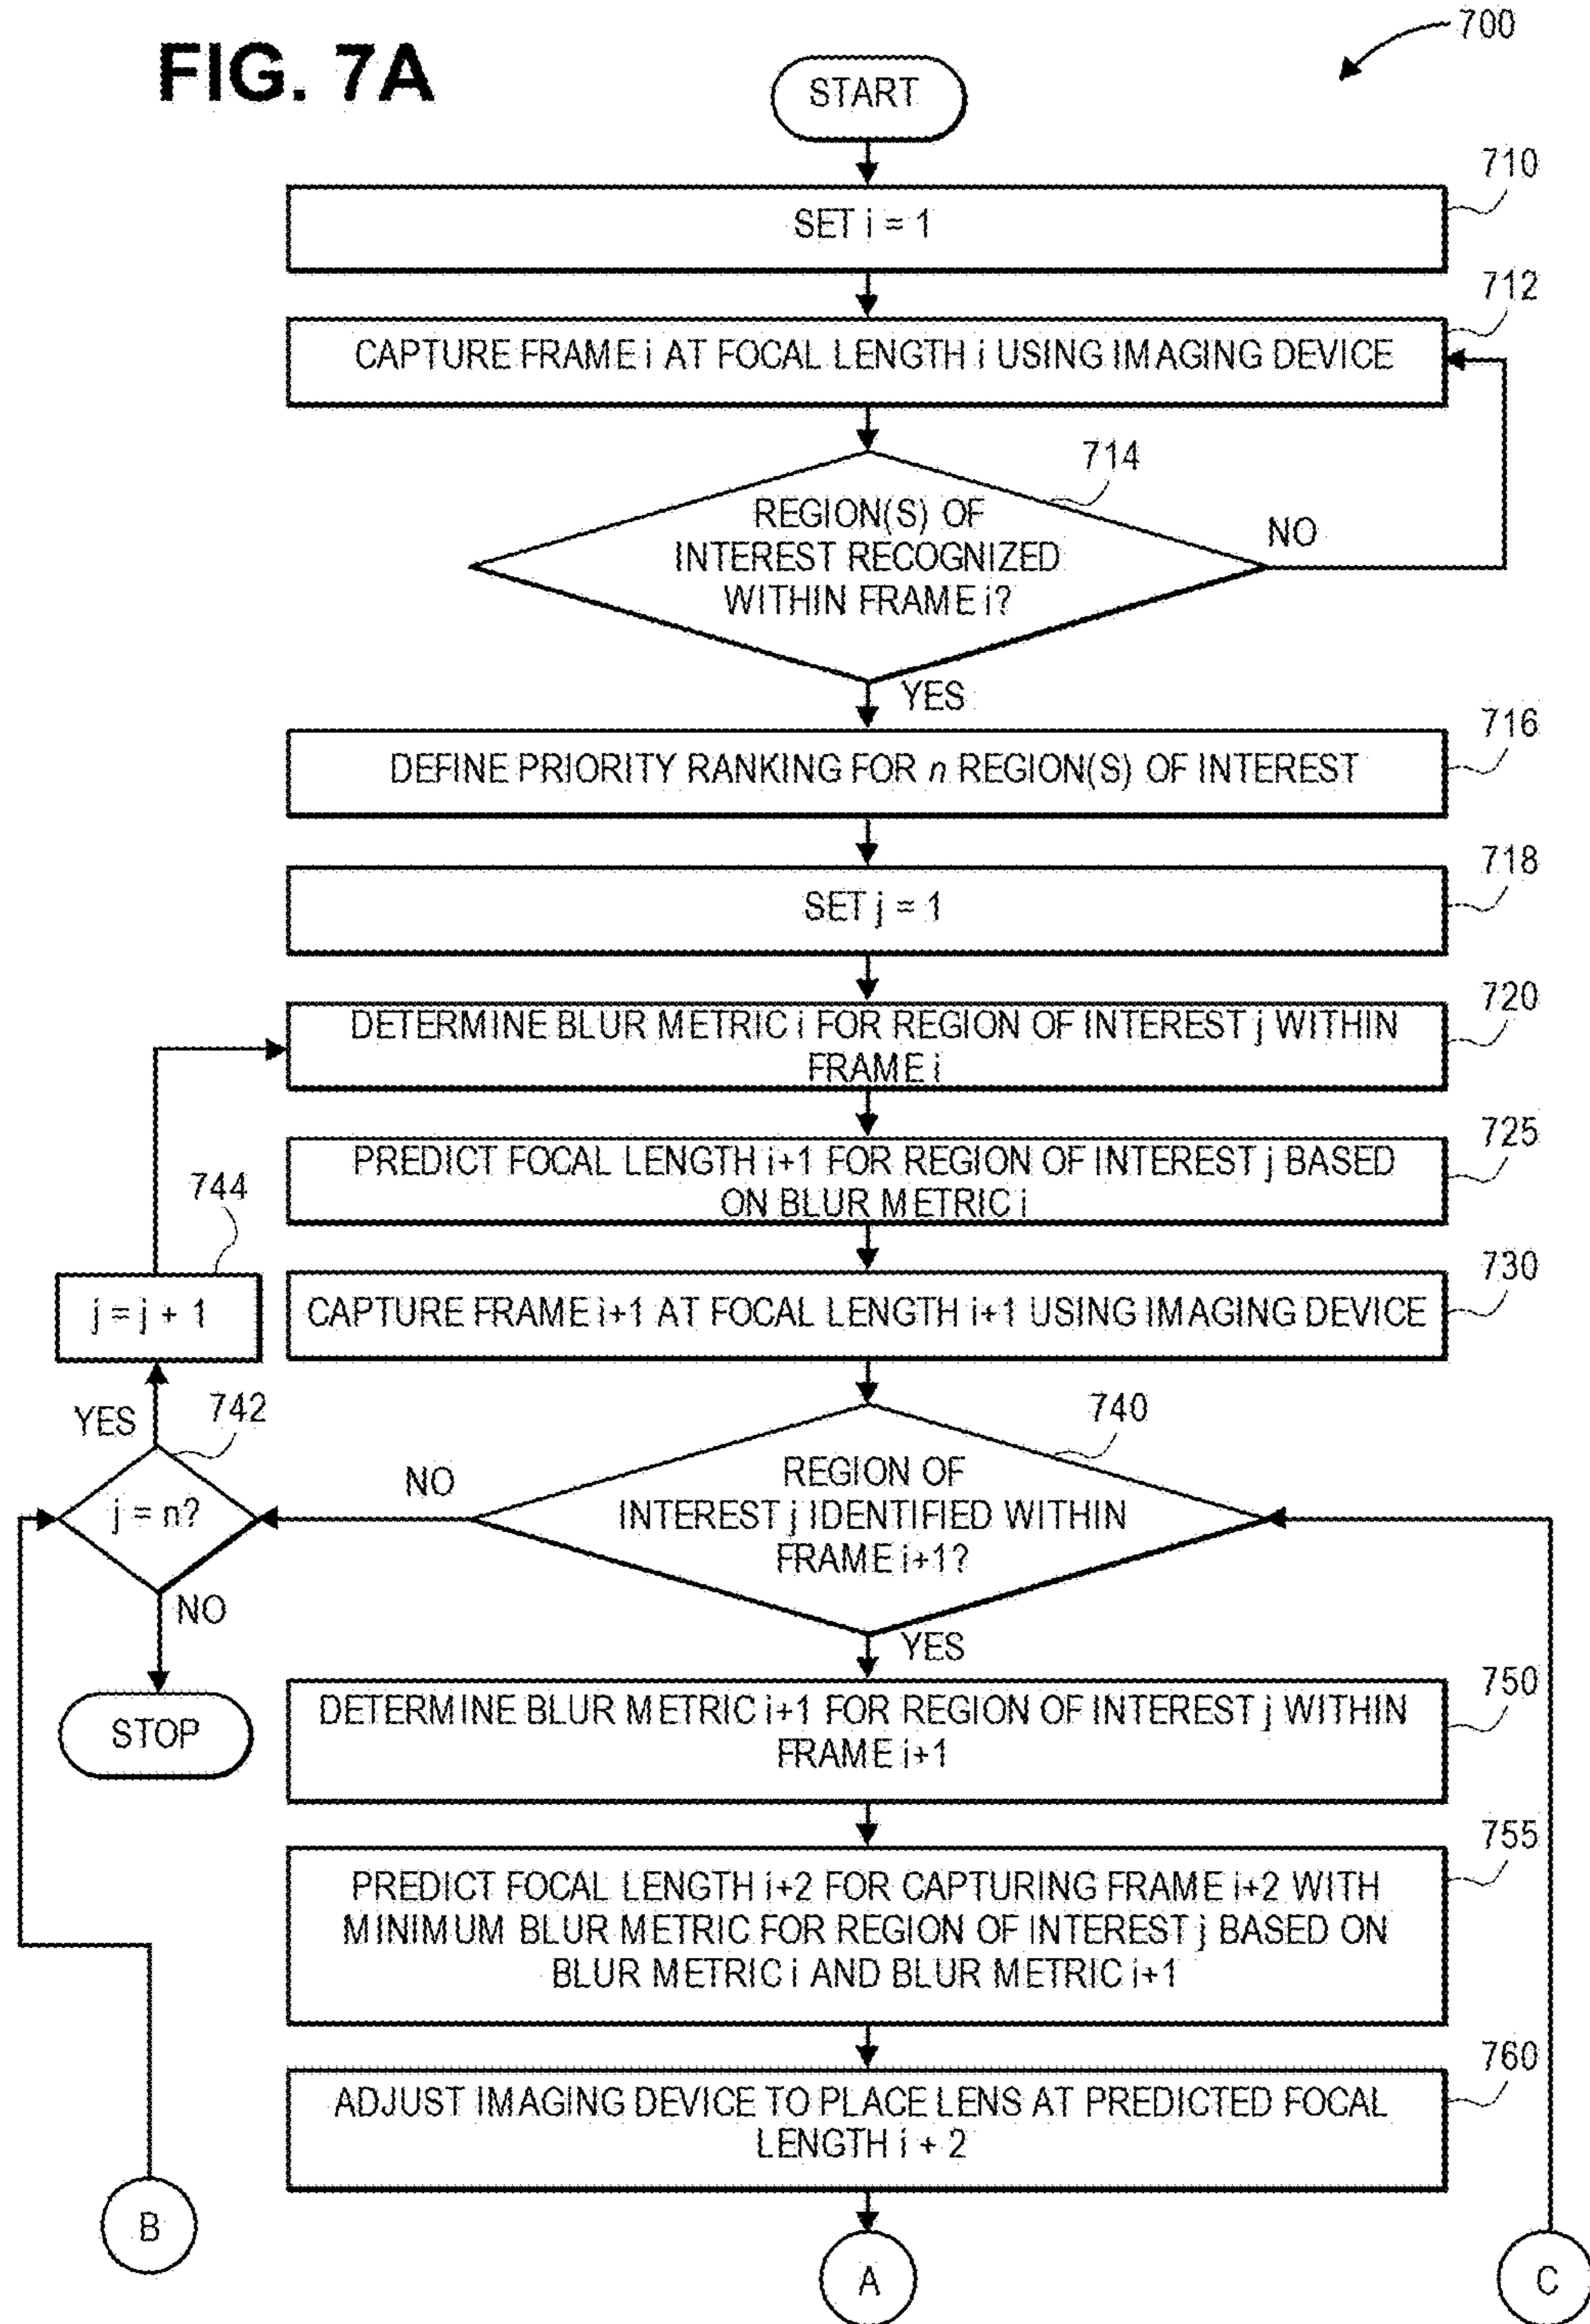 FIG. 7A
700
START
710
SET i = 1
712
CAPTURE FRAME i AT FOCAL LENGTH i USING IMAGING DEVICE
714
REGION(S) OF
INTEREST RECOGNIZED
WITHIN FRAME i?
NO
YES
716
DEFINE PRIORITY RANKING FOR n REGION(S) OF INTEREST
718
SET j = 1
720
DETERMINE BLUR METRIC i FOR REGION OF INTEREST j WITHIN
FRAME i
725
PREDICT FOCAL LENGTH i+1 FOR REGION OF INTEREST j BASED
ON BLUR METRIC i
744
j = j + 1
730
CAPTURE FRAME i+1 AT FOCAL LENGTH i+1 USING IMAGING DEVICE
YES
742
j = n?
NO
STOP
NO
740
REGION OF
INTEREST j IDENTIFIED WITHIN
FRAME i+1?
YES
750
DETERMINE BLUR METRIC i+1 FOR REGION OF INTEREST j WITHIN
FRAME i+1
755
PREDICT FOCAL LENGTH i+2 FOR CAPTURING FRAME i+2 WITH
MINIMUM BLUR METRIC FOR REGION OF INTEREST j BASED ON
BLUR METRIC i AND BLUR METRIC i+1
760
ADJUST IMAGING DEVICE TO PLACE LENS AT PREDICTED FOCAL
LENGTH i + 2
B
A
C